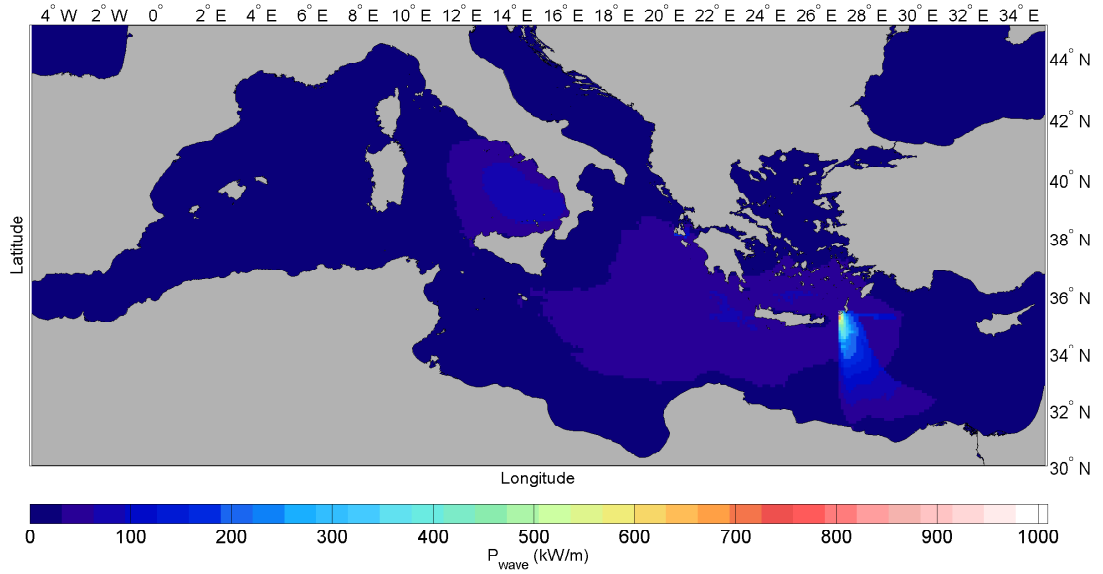 4° W 2° W 0° 2° E 4° E 6° E 8° E 10° E 12° E 14° E 16° E 18° E 20° E 22° E 24° E 26° E 28° E 30° E 32° E 34° E
44° N
42° N
40° N
38° N
36° N
34° N
32° N
30° N
Latitude
Longitude
0 100 200 300 400 500 600 700 800 900 1000
P_wave (kW/m)